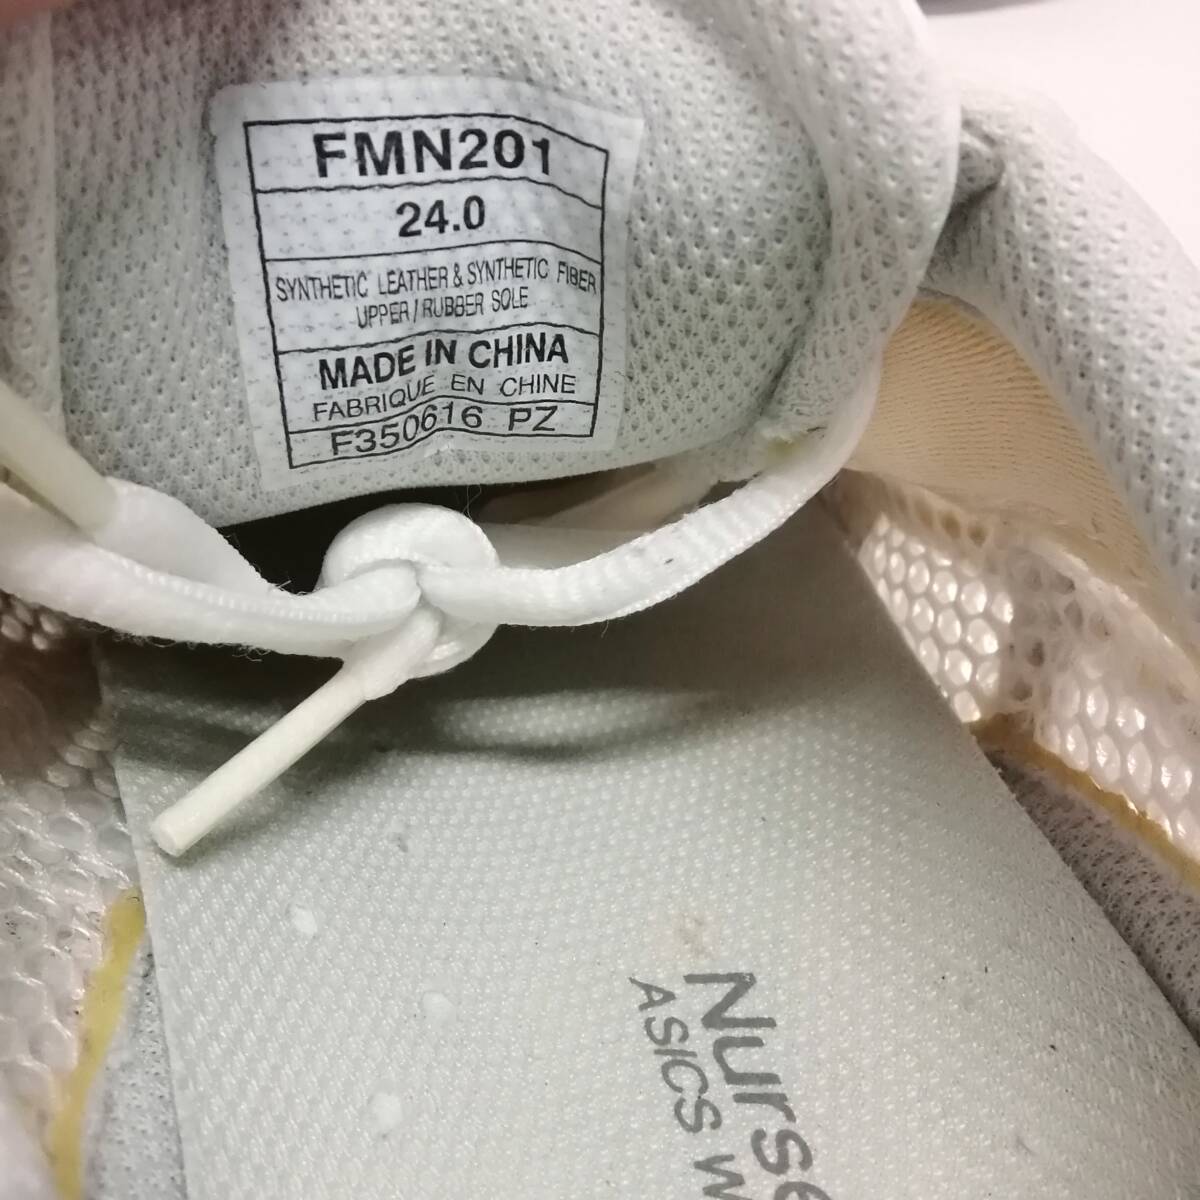 FMN201
24.0
SYNTHETIC LEATHER & SYNTHETIC FIBER
UPPER / RUBBER SOLE
MADE IN CHINA
FABRIQUE EN CHINE
F350616 PZ
Nurse
ASICS W